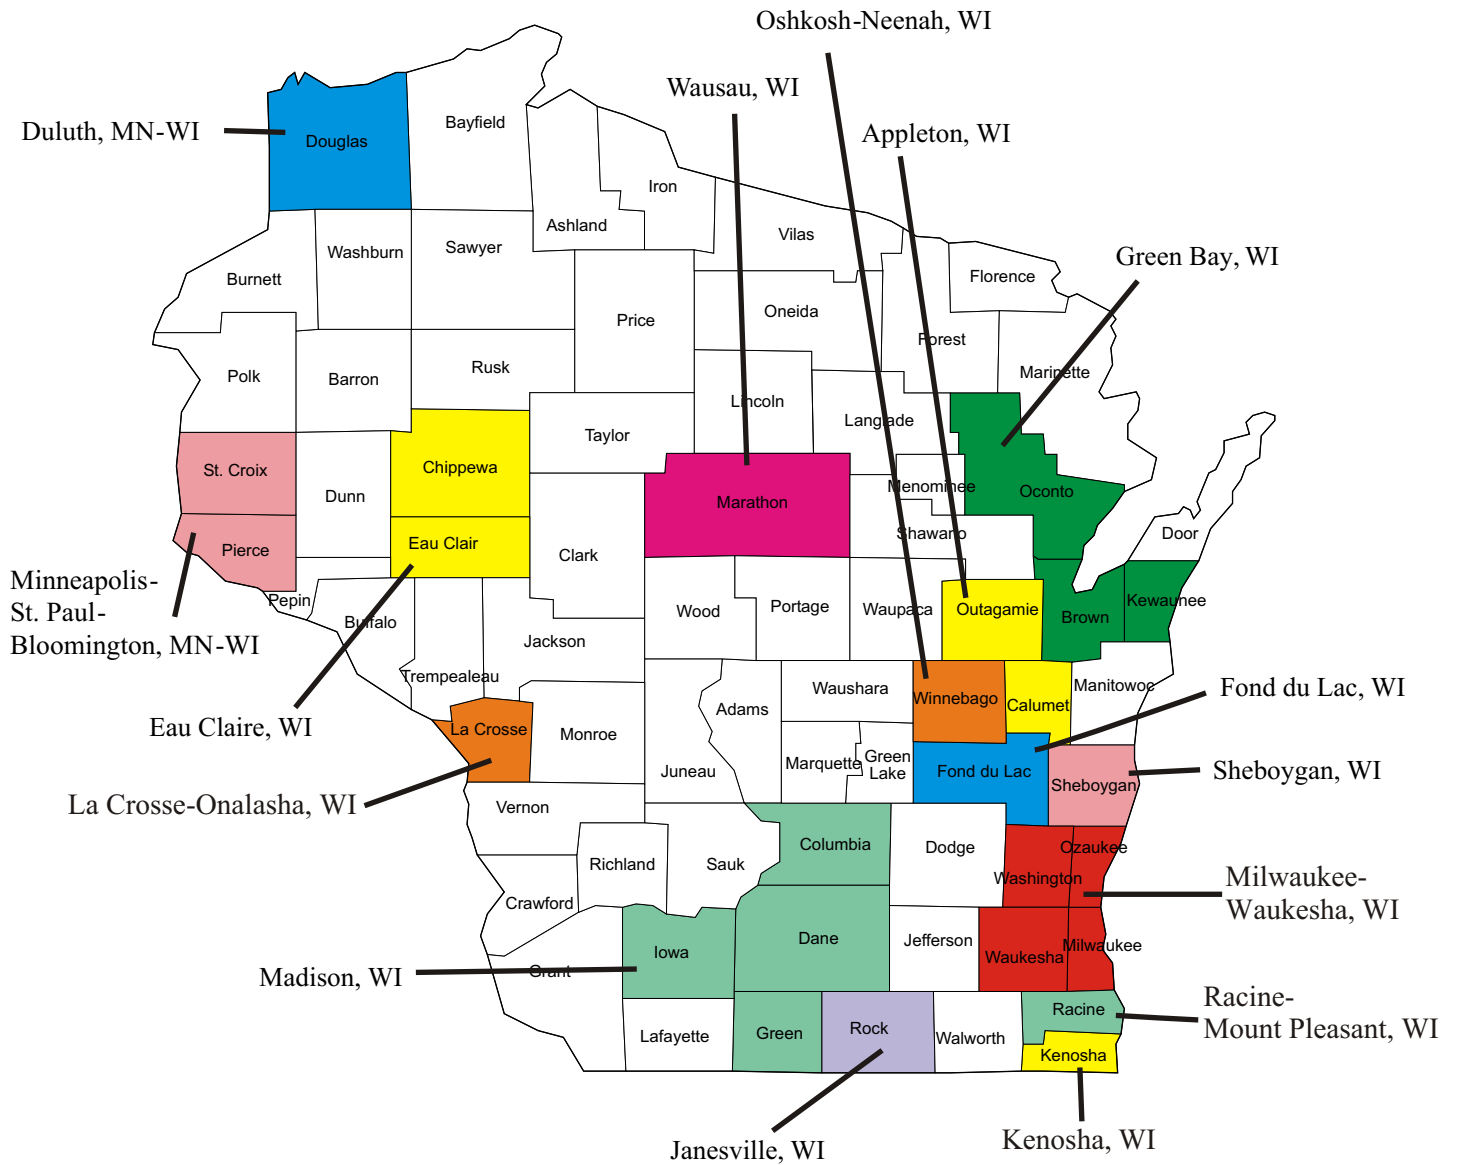 Oshkosh-Neenah, WI
Wausau, WI
Duluth, MN-WI
Appleton, WI
Bayfield
Douglas
Iron
Ashland
Vilas
Washburn
Sawyer
Green Bay, WI
Burnett
Florence
Oneida
Price
Forest
Rusk
Marinette
Polk
Barron
Lincoln
Langlade
Taylor
St. Croix
Chippewa
Menominee
Oconto
Dunn
Marathon
Shawano
Door
Eau Clair
Pierce
Clark
Minneapolis-
St. Paul-
Bloomington, MN-WI
Pepin
Wood
Portage
Waupaca
Outagamie
Brown
Kewaunee
Buffalo
Jackson
Trempealeau
Waushara
Winnebago
Calumet
Manitowoc
Fond du Lac, WI
Adams
Eau Claire, WI
La Crosse
Monroe
Juneau
Marquette
Green
Lake
Fond du Lac
Sheboygan
Sheboygan, WI
La Crosse-Onalasha, WI
Vernon
Columbia
Dodge
Ozaukee
Richland
Sauk
Washington
Milwaukee-
Waukesha, WI
Crawford
Dane
Jefferson
Milwaukee
Iowa
Waukesha
Grant
Madison, WI
Racine-
Mount Pleasant, WI
Racine
Lafayette
Green
Rock
Walworth
Kenosha
Janesville, WI
Kenosha, WI